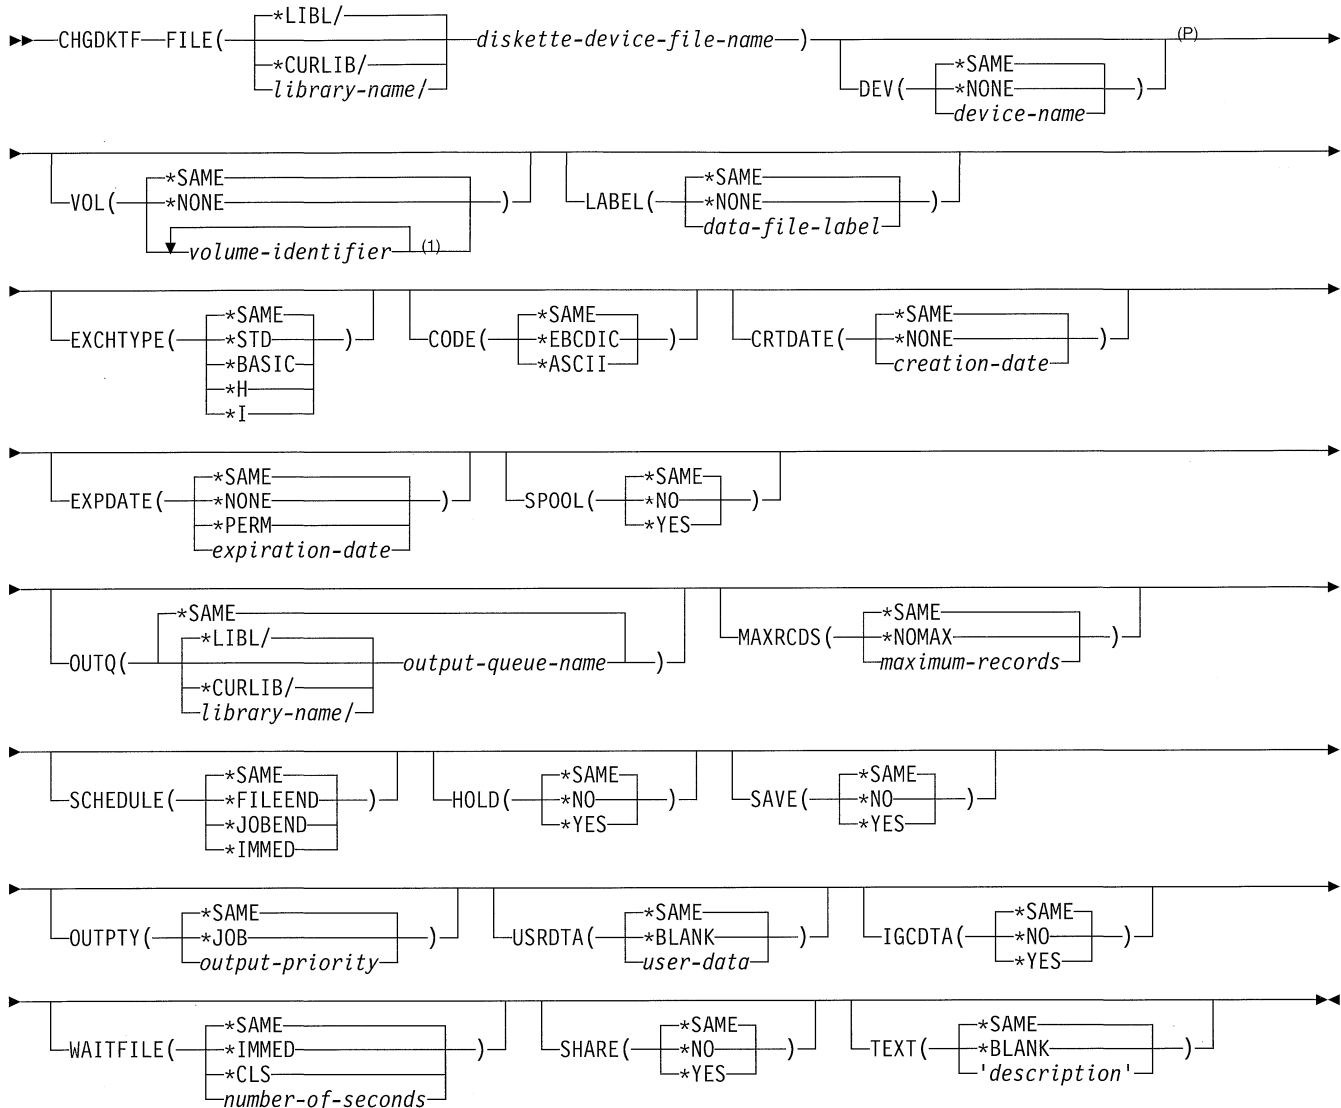 *LIBL/
CHGDKTF FILE( diskette-device-file-name ) (P)
*CURLIB/
library-name/
DEV( *SAME
*NONE )
device-name
VOL( *SAME
*NONE )
volume-identifier (1)
LABEL( *SAME
*NONE )
data-file-label
EXCHTYPE( *SAME
*STD )
*BASIC
*H
*I
CODE( *SAME
*EBCDIC )
*ASCII
CRTDATE( *SAME
*NONE )
creation-date
EXPDATE( *SAME
*NONE )
*PERM
expiration-date
SPOOL( *SAME
*NO )
*YES
OUTQ( *SAME
*LIBL/
output-queue-name )
*CURLIB/
library-name/
MAXRCDS( *SAME
*NOMAX )
maximum-records
SCHEDULE( *SAME
*FILEEND )
*JOBEND
*IMMED
HOLD( *SAME
*NO )
*YES
SAVE( *SAME
*NO )
*YES
OUTPTY( *SAME
*JOB )
output-priority
USRDTA( *SAME
*BLANK )
user-data
IGCDTA( *SAME
*NO )
*YES
WAITFILE( *SAME
*IMMED )
*CLS
number-of-seconds
SHARE( *SAME
*NO )
*YES
TEXT( *SAME
*BLANK )
'description'